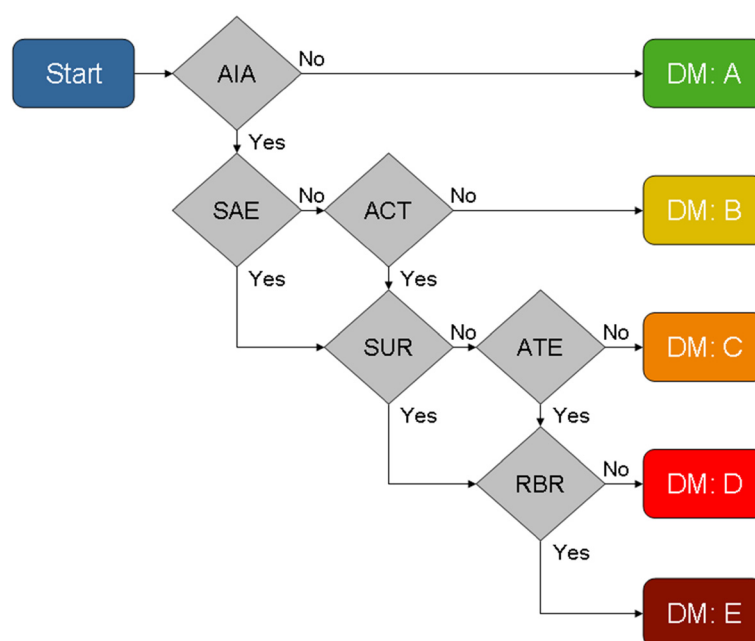 Start
AIA
No
DM: A
Yes
SAE
No
ACT
No
DM: B
Yes
Yes
SUR
No
ATE
No
DM: C
Yes
Yes
RBR
No
DM: D
Yes
DM: E